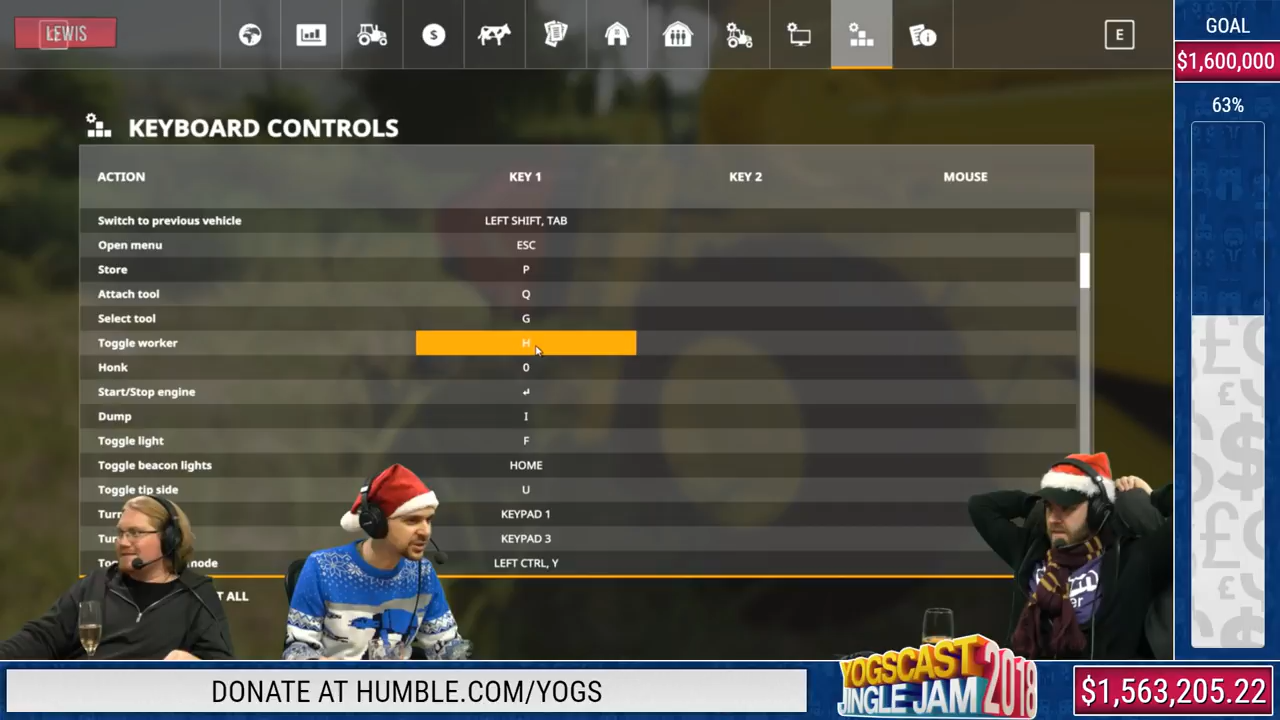 LEWIS
E
GOAL
$1,600,000
63%
KEYBOARD CONTROLS
ACTION KEY 1 KEY 2 MOUSE
Switch to previous vehicle LEFT SHIFT, TAB
Open menu ESC
Store P
Attach tool Q
Select tool G
Toggle worker H
Honk 0
Start/Stop engine ↵
Dump I
Toggle light F
Toggle beacon lights HOME
Toggle tip side U
KEYPAD 1
KEYPAD 3
LEFT CTRL, Y
ALL
DONATE AT HUMBLE.COM/YOGS
YOGSCAST
JINGLE JAM 2018
$1,563,205.22